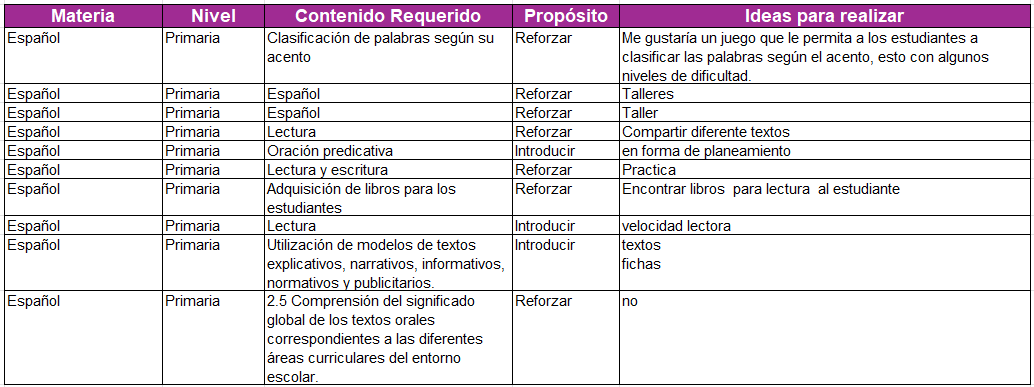 Materia Nivel Contenido Requerido Propósito Ideas para realizar
Español Primaria Clasificación de palabras según su Reforzar Me gustaría un juego que le permita a los estudiantes a
acento clasificar las palabras según el acento, esto con algunos
niveles de dificultad.
Español Primaria Español Reforzar Talleres
Español Primaria Español Reforzar Taller
Español Primaria Lectura Reforzar Compartir diferente textos
Español Primaria Oración predicativa Introducir en forma de planeamiento
Español Primaria Lectura y escritura Reforzar Practica
Español Primaria Adquisición de libros para los Reforzar Encontrar libros para lectura al estudiante
estudiantes
Español Primaria Lectura Introducir velocidad lectora
Español Primaria Utilización de modelos de textos Introducir textos
explicativos, narrativos, informativos, fichas
normativos y publicitarios.
Español Primaria 2.5 Comprensión del significado Reforzar no
global de los textos orales
correspondientes a las diferentes
áreas curriculares del entorno
escolar.